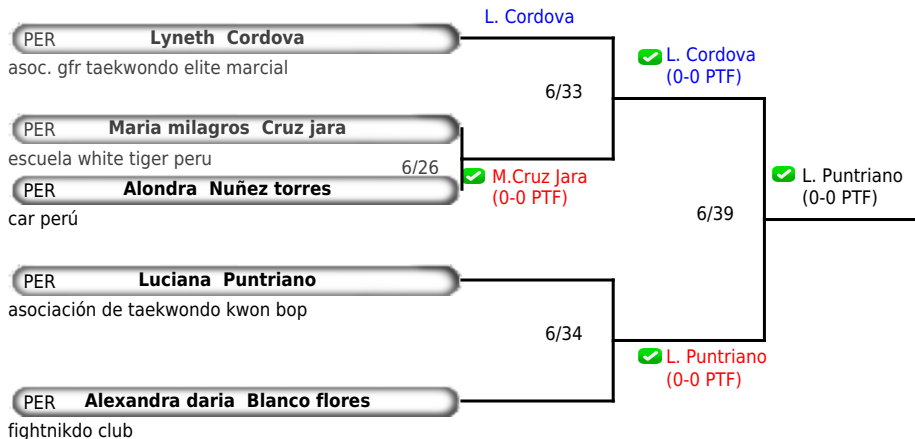 L. Cordova
PER Lyneth Cordova
asoc. gfr taekwondo elite marcial
L. Cordova
(0-0 PTF)
6/33
PER Maria milagros Cruz jara
escuela white tiger peru
6/26
PER Alondra Nuñez torres
car perú
M.Cruz Jara
(0-0 PTF)
L. Puntriano
(0-0 PTF)
6/39
PER Luciana Puntriano
asociación de taekwondo kwon bop
6/34
L. Puntriano
(0-0 PTF)
PER Alexandra daria Blanco flores
fightnikdo club